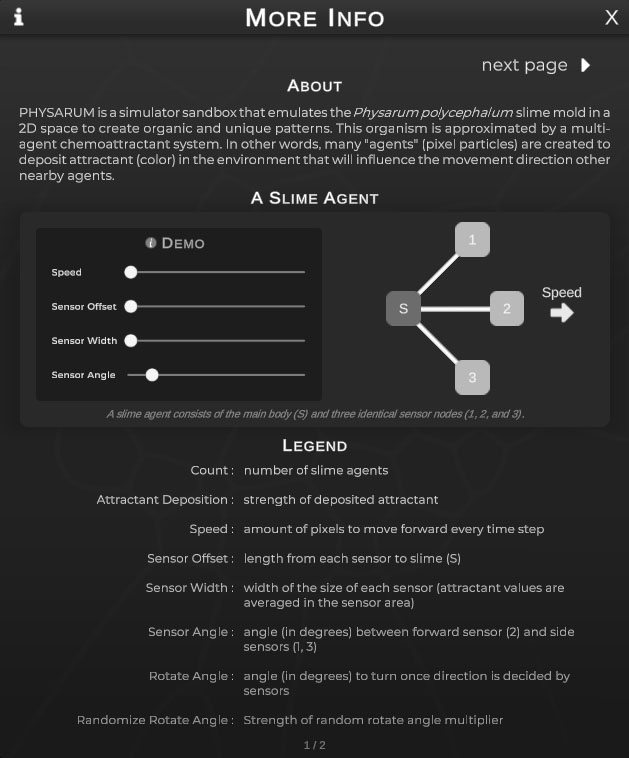 More Info
X
next page
About
PHYSARUM is a simulator sandbox that emulates the Physarum polycephalum slime mold in a
2D space to create organic and unique patterns. This organism is approximated by a multi-
agent chemoattractant system. In other words, many "agents" (pixel particles) are created to
deposit attractant (color) in the environment that will influence the movement direction other
nearby agents.
A Slime Agent
i Demo
Speed
Sensor Offset
Sensor Width
Sensor Angle
1
S
2
3
Speed
A slime agent consists of the main body (S) and three identical sensor nodes (1, 2, and 3).
Legend
Count : number of slime agents
Attractant Deposition : strength of deposited attractant
Speed : amount of pixels to move forward every time step
Sensor Offset : length from each sensor to slime (S)
Sensor Width : width of the size of each sensor (attractant values are
averaged in the sensor area)
Sensor Angle : angle (in degrees) between forward sensor (2) and side
sensors (1, 3)
Rotate Angle : angle (in degrees) to turn once direction is decided by
sensors
Randomize Rotate Angle : Strength of random rotate angle multiplier
1 / 2